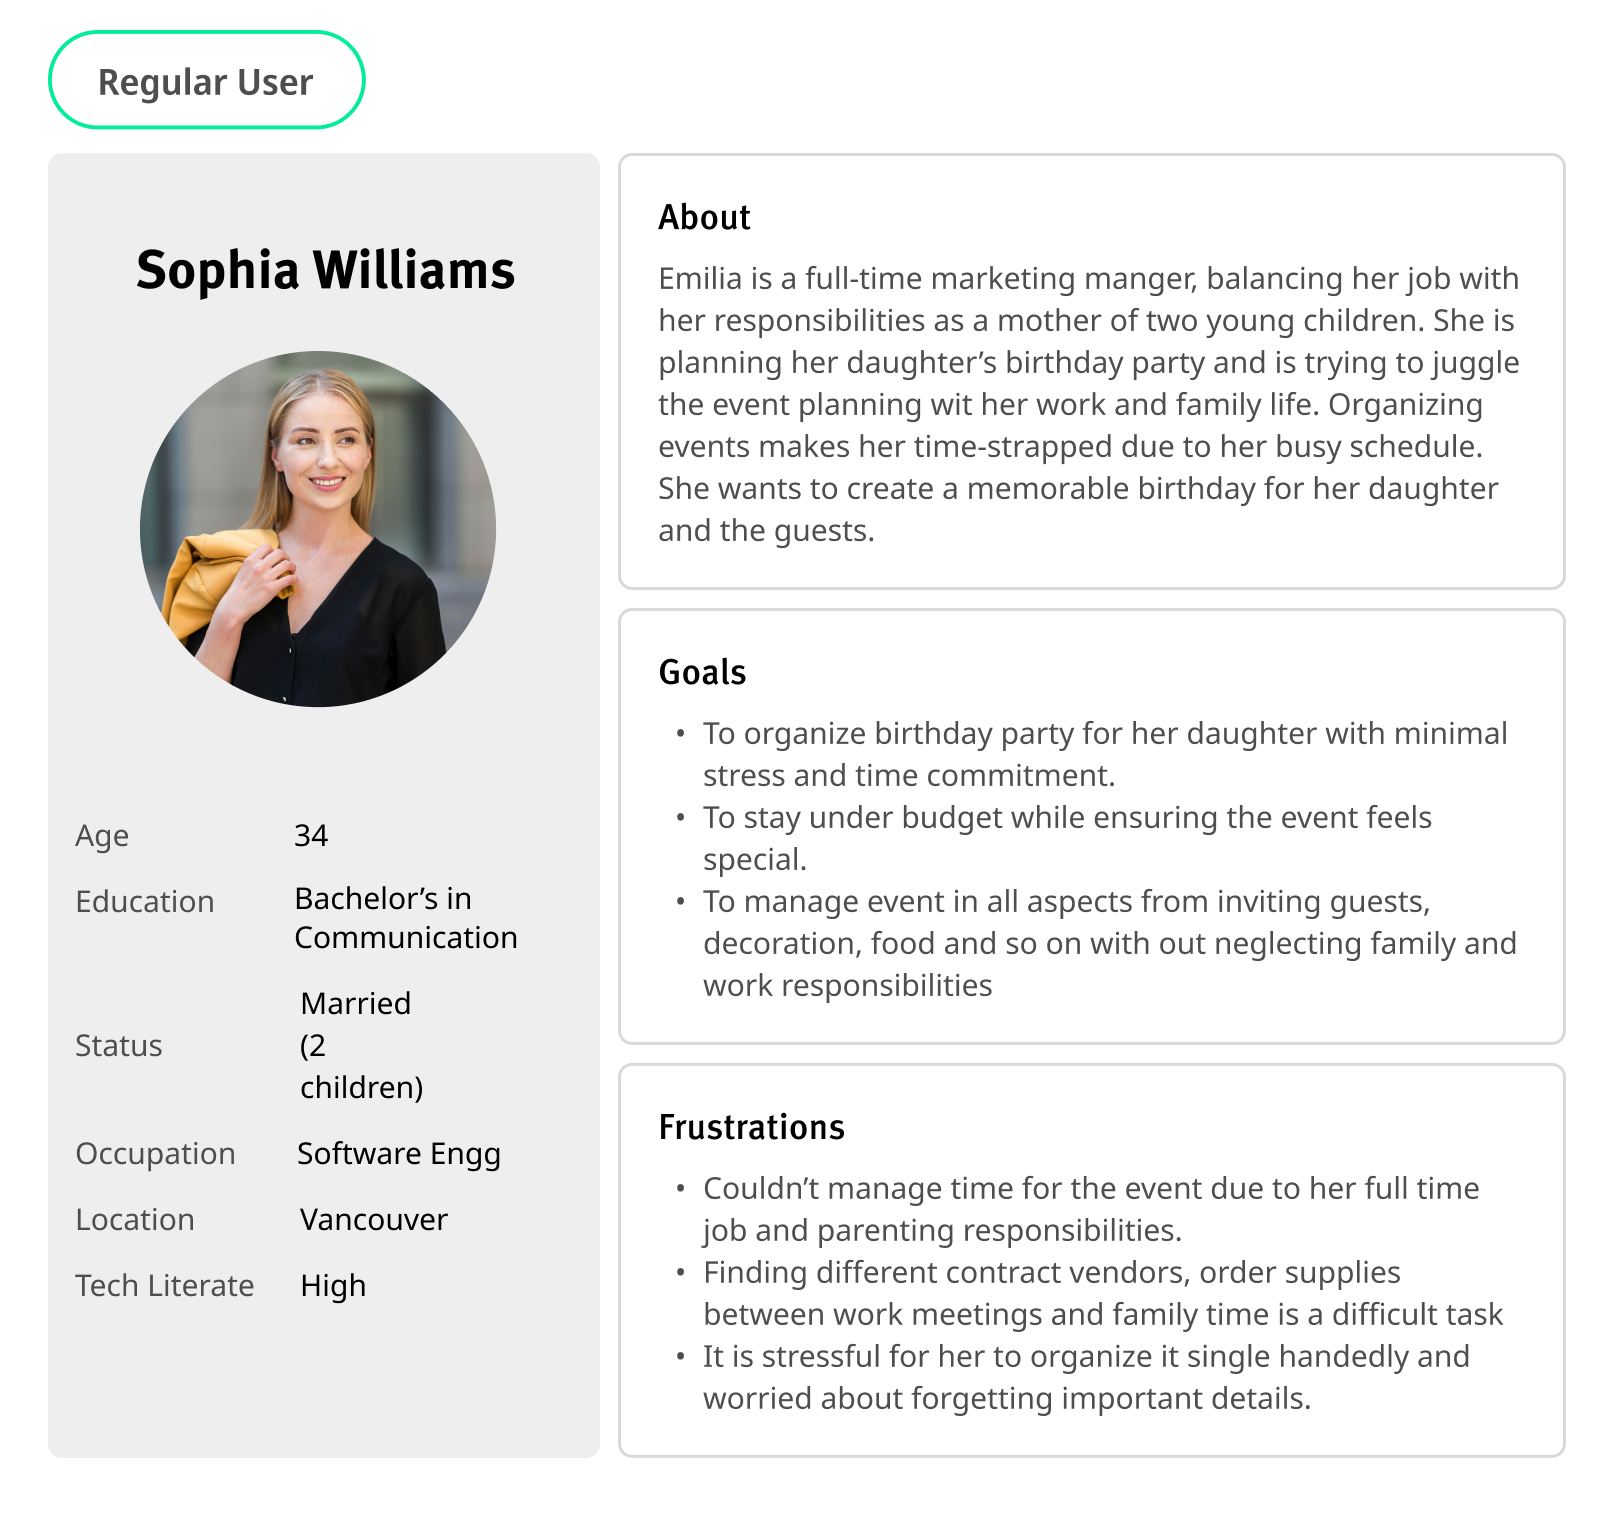 Regular User
Sophia Williams
Age 34
Education Bachelor’s in
Communication
Married
Status (2
children)
Occupation Software Engg
Location Vancouver
Tech Literate High
About
Emilia is a full-time marketing manger, balancing her job with
her responsibilities as a mother of two young children. She is
planning her daughter’s birthday party and is trying to juggle
the event planning wit her work and family life. Organizing
events makes her time-strapped due to her busy schedule.
She wants to create a memorable birthday for her daughter
and the guests.
Goals
• To organize birthday party for her daughter with minimal
stress and time commitment.
• To stay under budget while ensuring the event feels
special.
• To manage event in all aspects from inviting guests,
decoration, food and so on with out neglecting family and
work responsibilities
Frustrations
• Couldn’t manage time for the event due to her full time
job and parenting responsibilities.
• Finding different contract vendors, order supplies
between work meetings and family time is a difficult task
• It is stressful for her to organize it single handedly and
worried about forgetting important details.